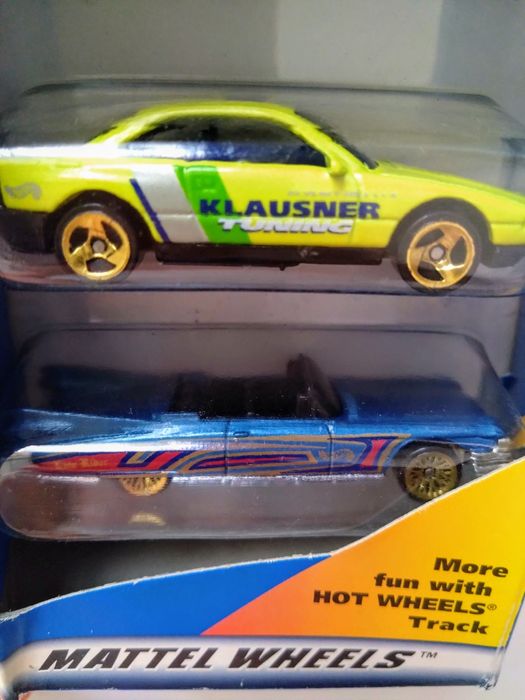 KLAUSNER
TUNING
More
fun with
HOT WHEELS®
Track
MATTEL WHEELS™